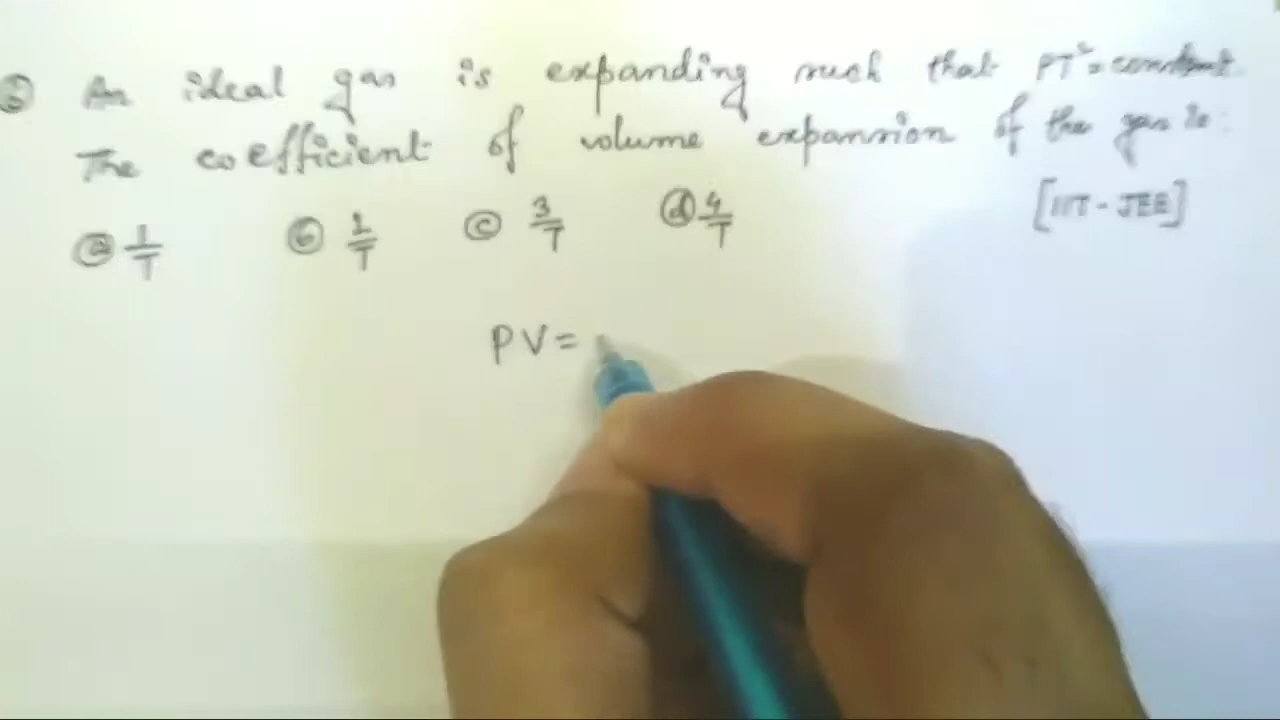 An ideal gas is expanding such that PT² = constant.
The coefficient of volume expansion of the gas is:
[IIT-JEE]
ⓐ 1/T ⓑ 2/T ⓒ 3/T ⓓ 4/T
PV =